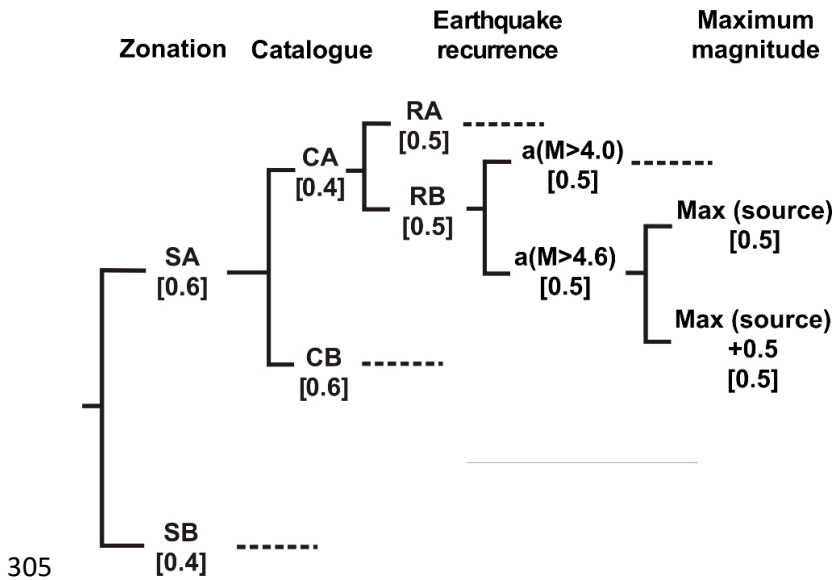 Zonation
Catalogue
Earthquake
recurrence
Maximum
magnitude
RA
[0.5]
CA
[0.4]
a(M>4.0)
[0.5]
RB
[0.5]
Max (source)
[0.5]
SA
[0.6]
a(M>4.6)
[0.5]
Max (source)
+0.5
[0.5]
CB
[0.6]
SB
[0.4]
305